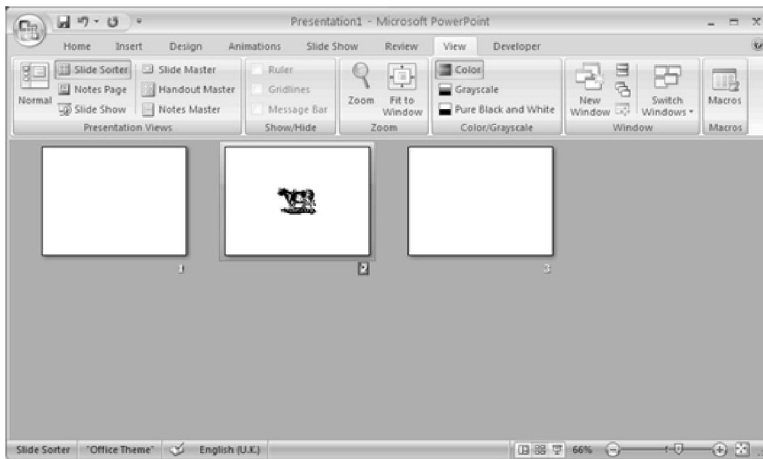 Presentation1 - Microsoft PowerPoint
Home Insert Design Animations Slide Show Review View Developer
Normal
Slide Sorter
Notes Page
Slide Show
Slide Master
Handout Master
Notes Master
Presentation Views
Ruler
Gridlines
Message Bar
Show/Hide
Zoom
Fit to
Window
Zoom
Color
Grayscale
Pure Black and White
Color/Grayscale
New
Window
Switch
Windows
Window
Macros
Macros
1 2 3
Slide Sorter "Office Theme" English (U.K.) 66%